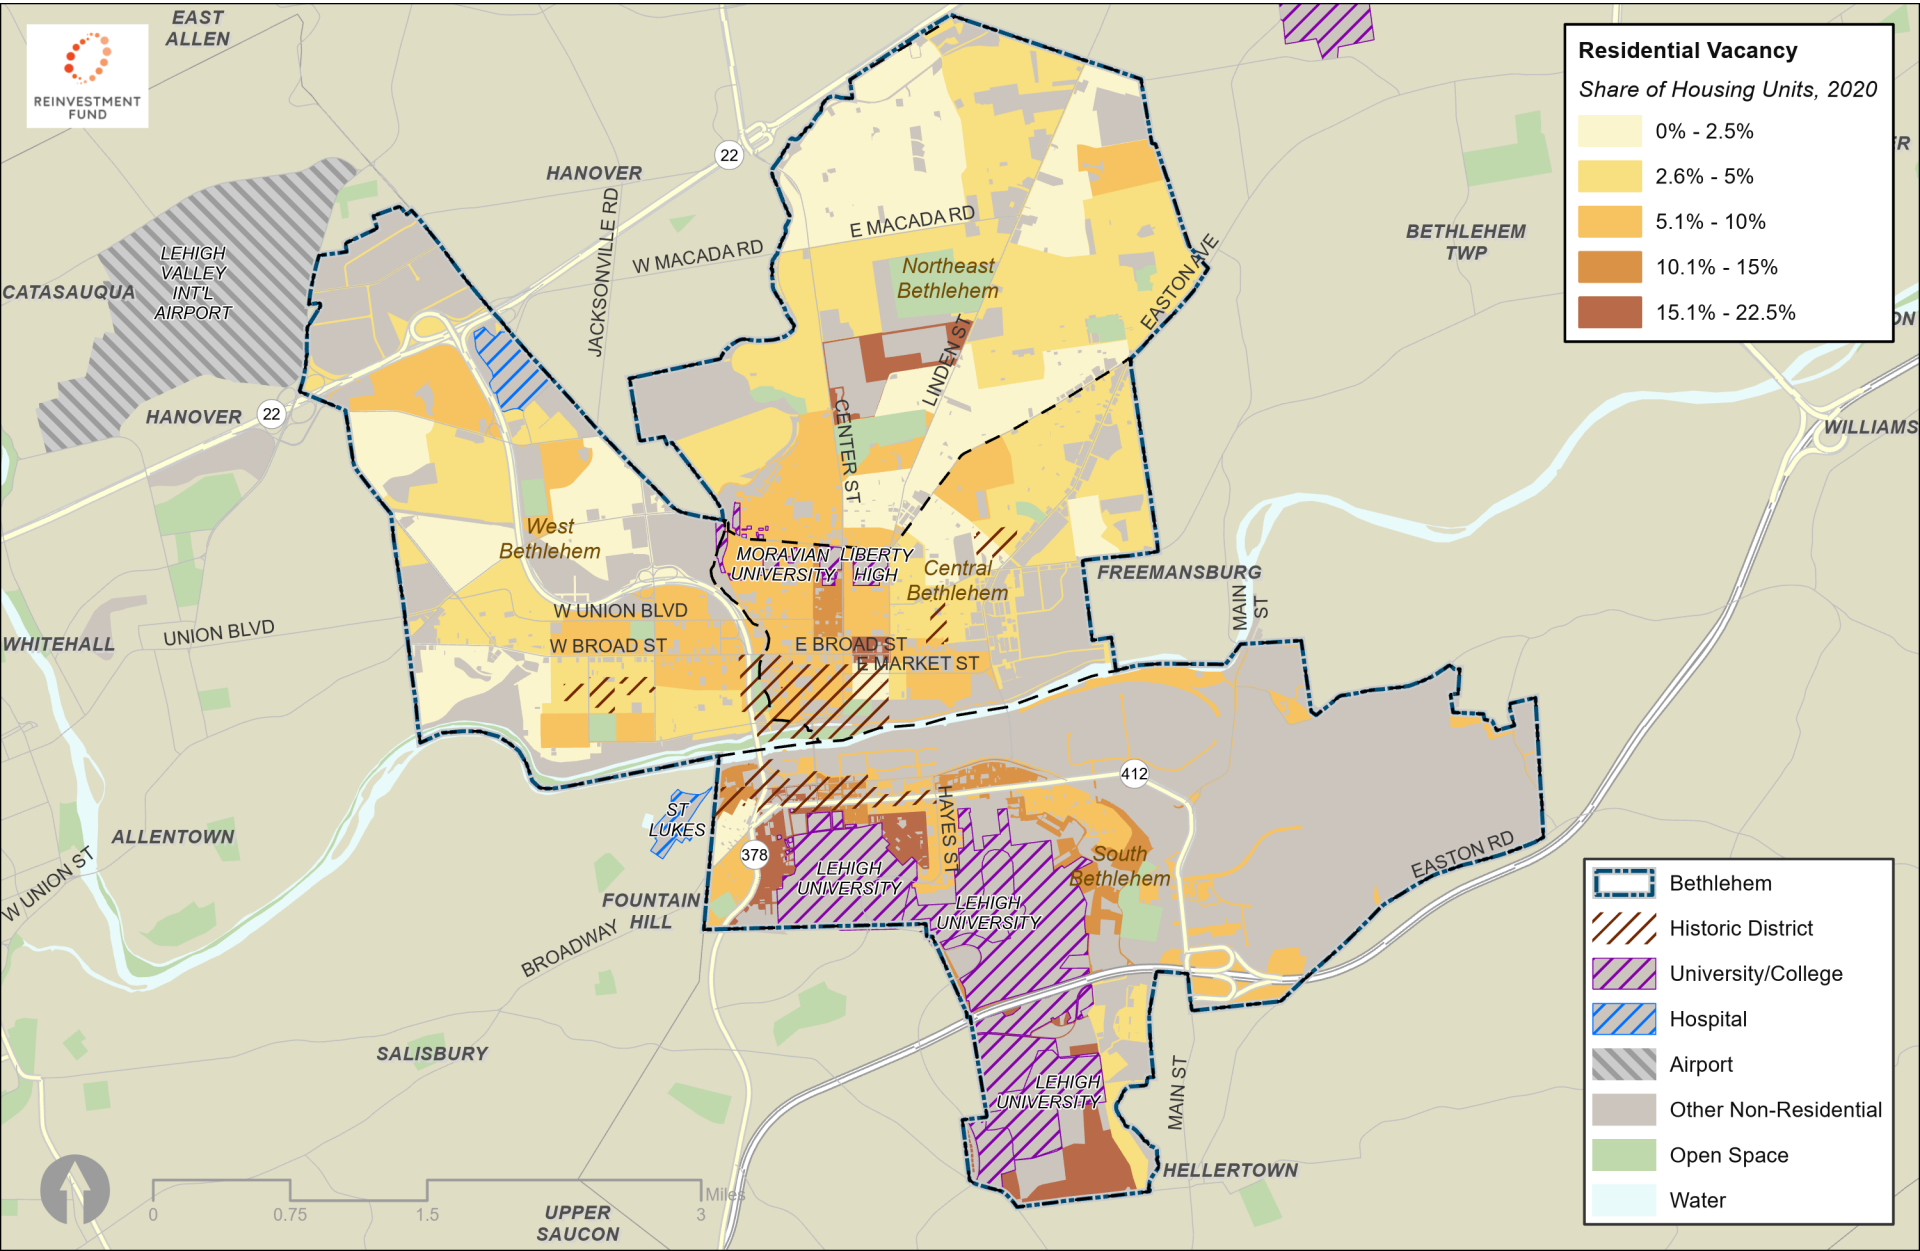 EAST
ALLEN
REINVESTMENT
FUND
Residential Vacancy
Share of Housing Units, 2020
0% - 2.5%
2.6% - 5%
5.1% - 10%
10.1% - 15%
15.1% - 22.5%
22
HANOVER
JACKSONVILLE RD
W MACADA RD
E MACADA RD
EASTON AVE
BETHLEHEM
TWP
ER
ON
LEHIGH
VALLEY
INT'L
AIRPORT
CATASAUQUA
Northeast
Bethlehem
LINDEN ST
CENTER ST
HANOVER
22
WILLIAMS
West
Bethlehem
MORAVIAN
UNIVERSITY
LIBERTY
HIGH
Central
Bethlehem
FREEMANSBURG
MAIN
ST
WHITEHALL
UNION BLVD
W UNION BLVD
W BROAD ST
E BROAD ST
E MARKET ST
412
ST
LUKES
HAYES ST
378
ALLENTOWN
W UNION ST
LEHIGH
UNIVERSITY
South
Bethlehem
EASTON RD
LEHIGH
UNIVERSITY
FOUNTAIN
HILL
BROADWAY
SALISBURY
LEHIGH
UNIVERSITY
MAIN ST
HELLERTOWN
UPPER
SAUCON
0
0.75
1.5
3
Miles
Bethlehem
Historic District
University/College
Hospital
Airport
Other Non-Residential
Open Space
Water